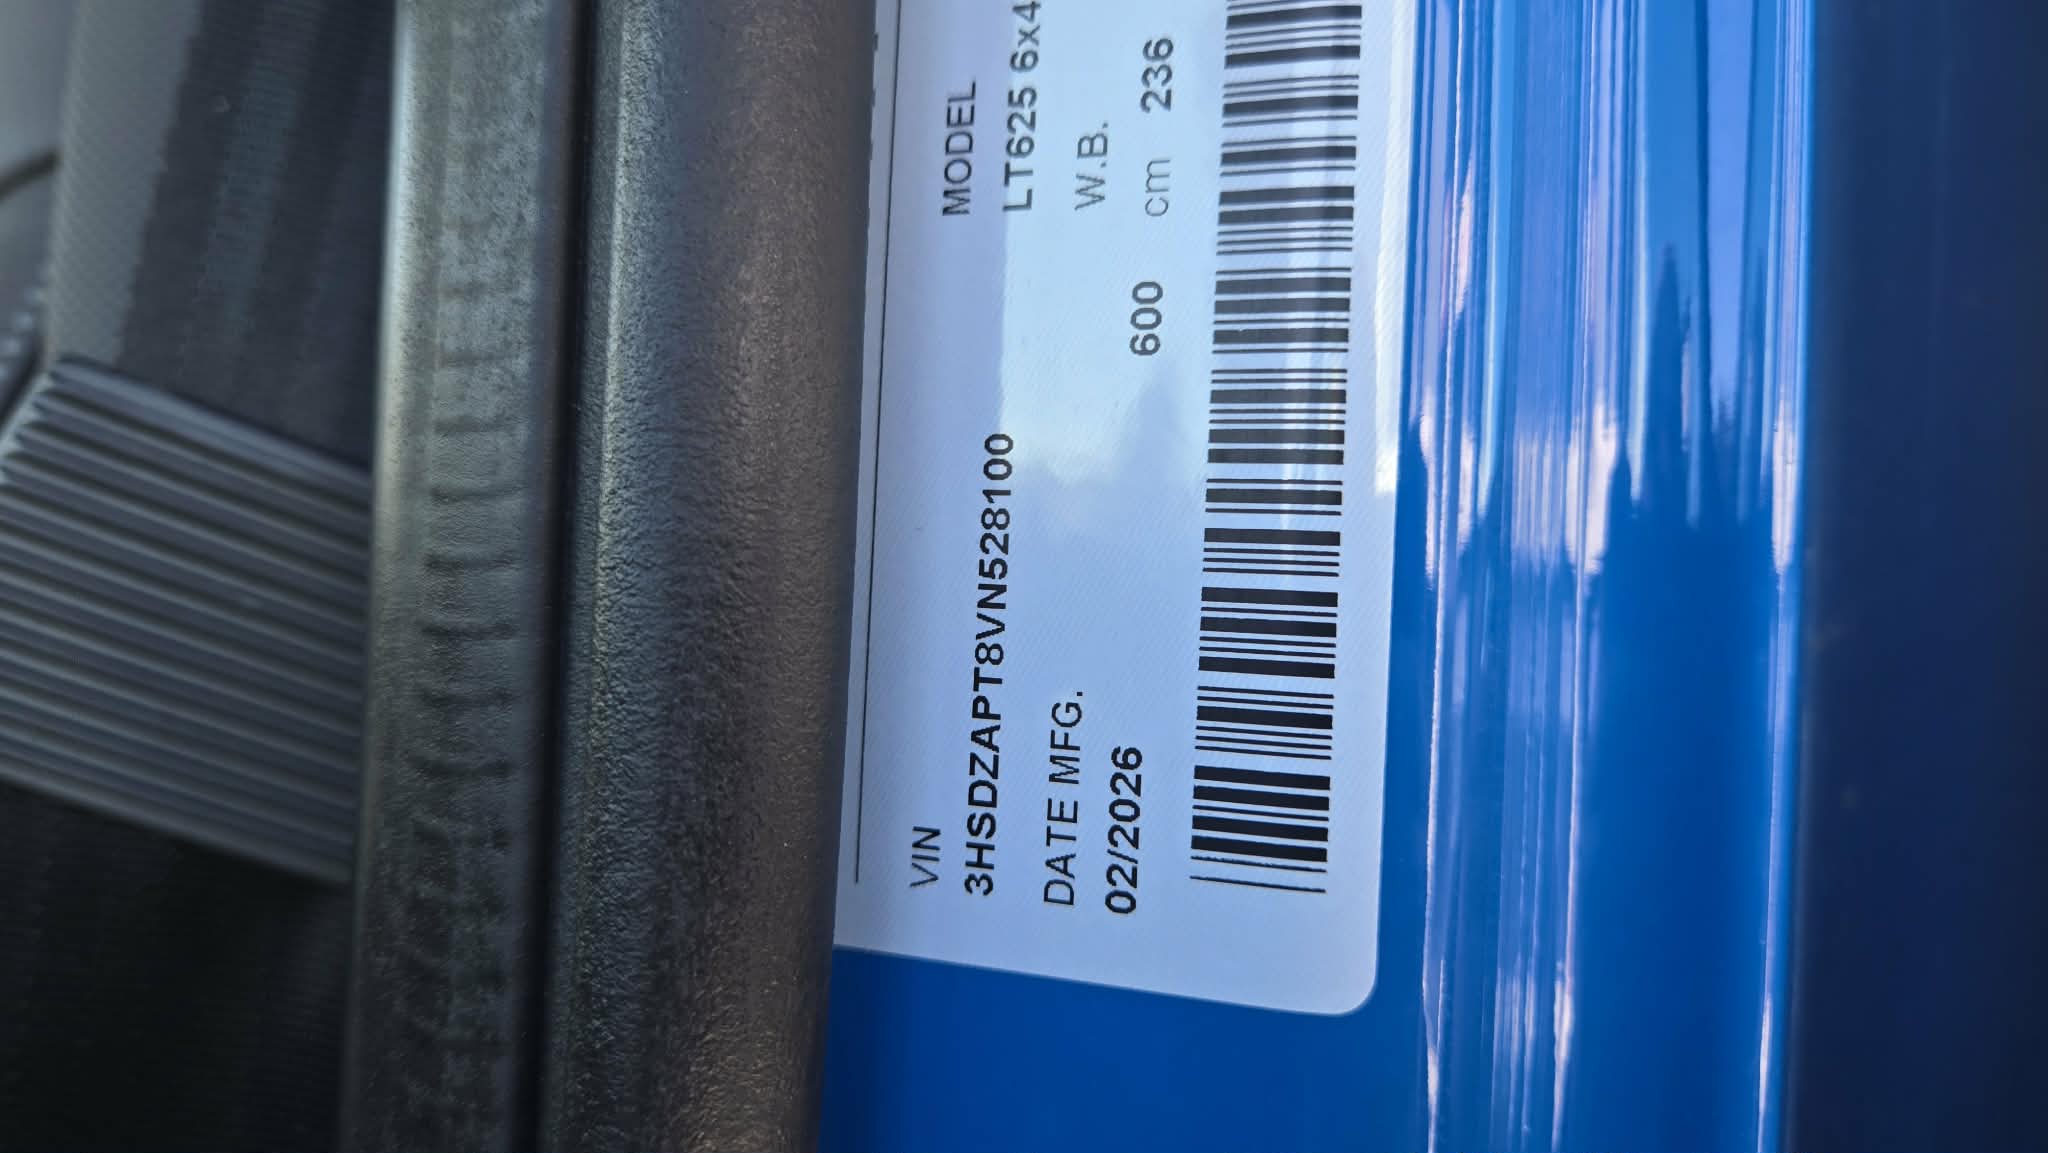 VIN
3HSDZAPT8VN528100
MODEL
LT625 6x4
DATE MFG.
02/2026
W.B.
600 cm 236